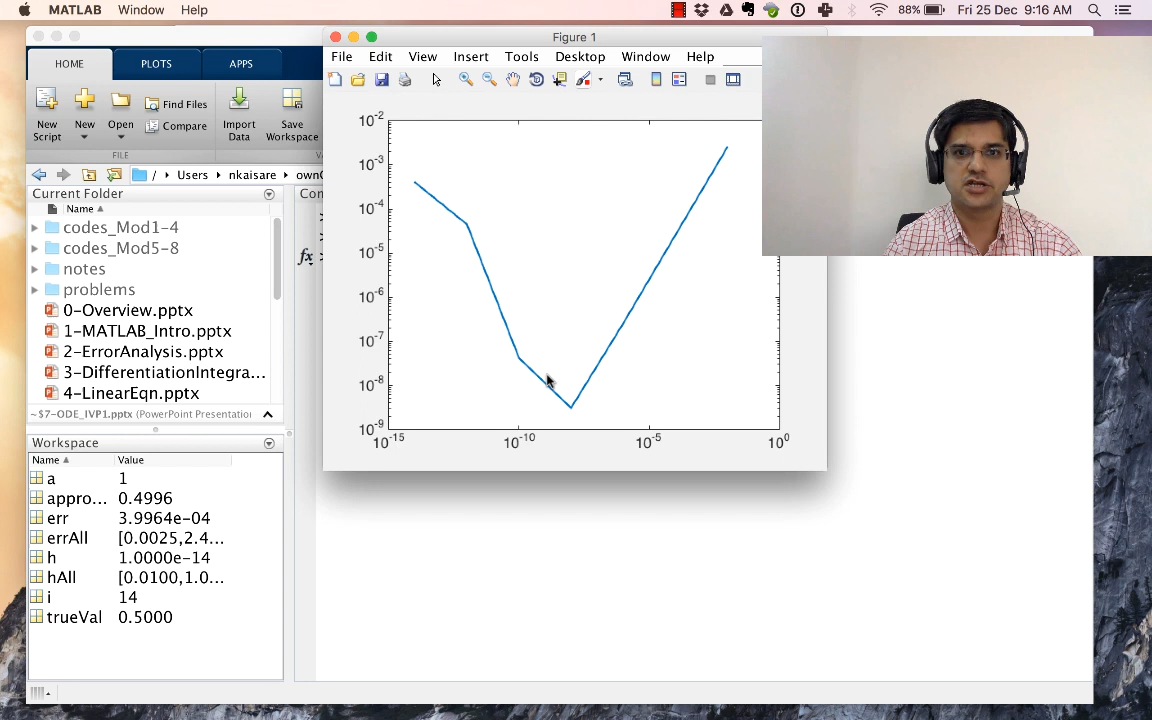 MATLAB Window Help 88% Fri 25 Dec 9:16 AM
Figure 1
HOME PLOTS APPS
File Edit View Insert Tools Desktop Window Help
New Script New Open Find Files Compare Import Data Save Workspace
FILE
/ Users nkaisare
Current Folder
Name
codes_Mod1-4
codes_Mod5-8
notes
problems
0-Overview.pptx
1-MATLAB_Intro.pptx
2-ErrorAnalysis.pptx
3-DifferentiationIntegra...
4-LinearEqn.pptx
~$7-ODE_IVP1.pptx (PowerPoint Presentatio
Workspace
Name Value
a 1
appro... 0.4996
err 3.9964e-04
errAll [0.0025,2.4...
h 1.0000e-14
hAll [0.0100,1.0...
i 14
trueVal 0.5000
fx
10^-2
10^-3
10^-4
10^-5
10^-6
10^-7
10^-8
10^-9
10^-15 10^-10 10^-5 10^0